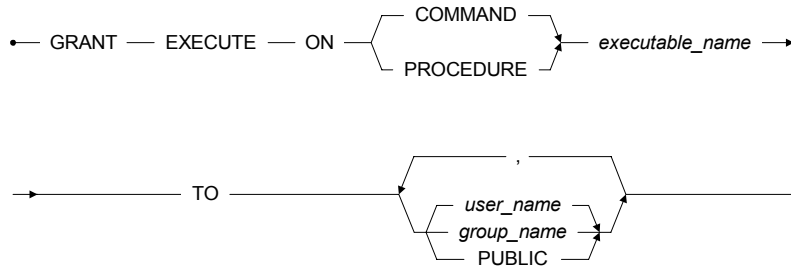 COMMAND
GRANT EXECUTE ON executable_name
PROCEDURE
,
TO
user_name
group_name
PUBLIC